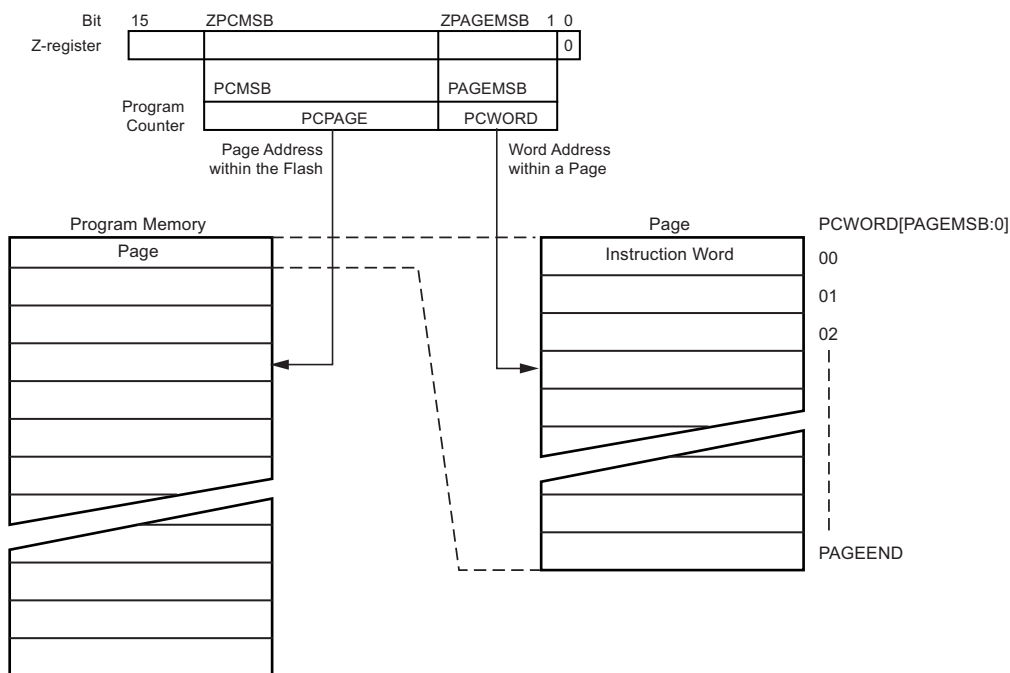 Bit 15 ZPCMSB ZPAGEMSB 1 0
Z-register 0
PCMSB PAGEMSB
Program
Counter
PCPAGE PCWORD
Page Address
within the Flash
Word Address
within a Page
Program Memory
Page
Page
Instruction Word
PCWORD[PAGEMSB:0]
00
01
02
PAGEEND